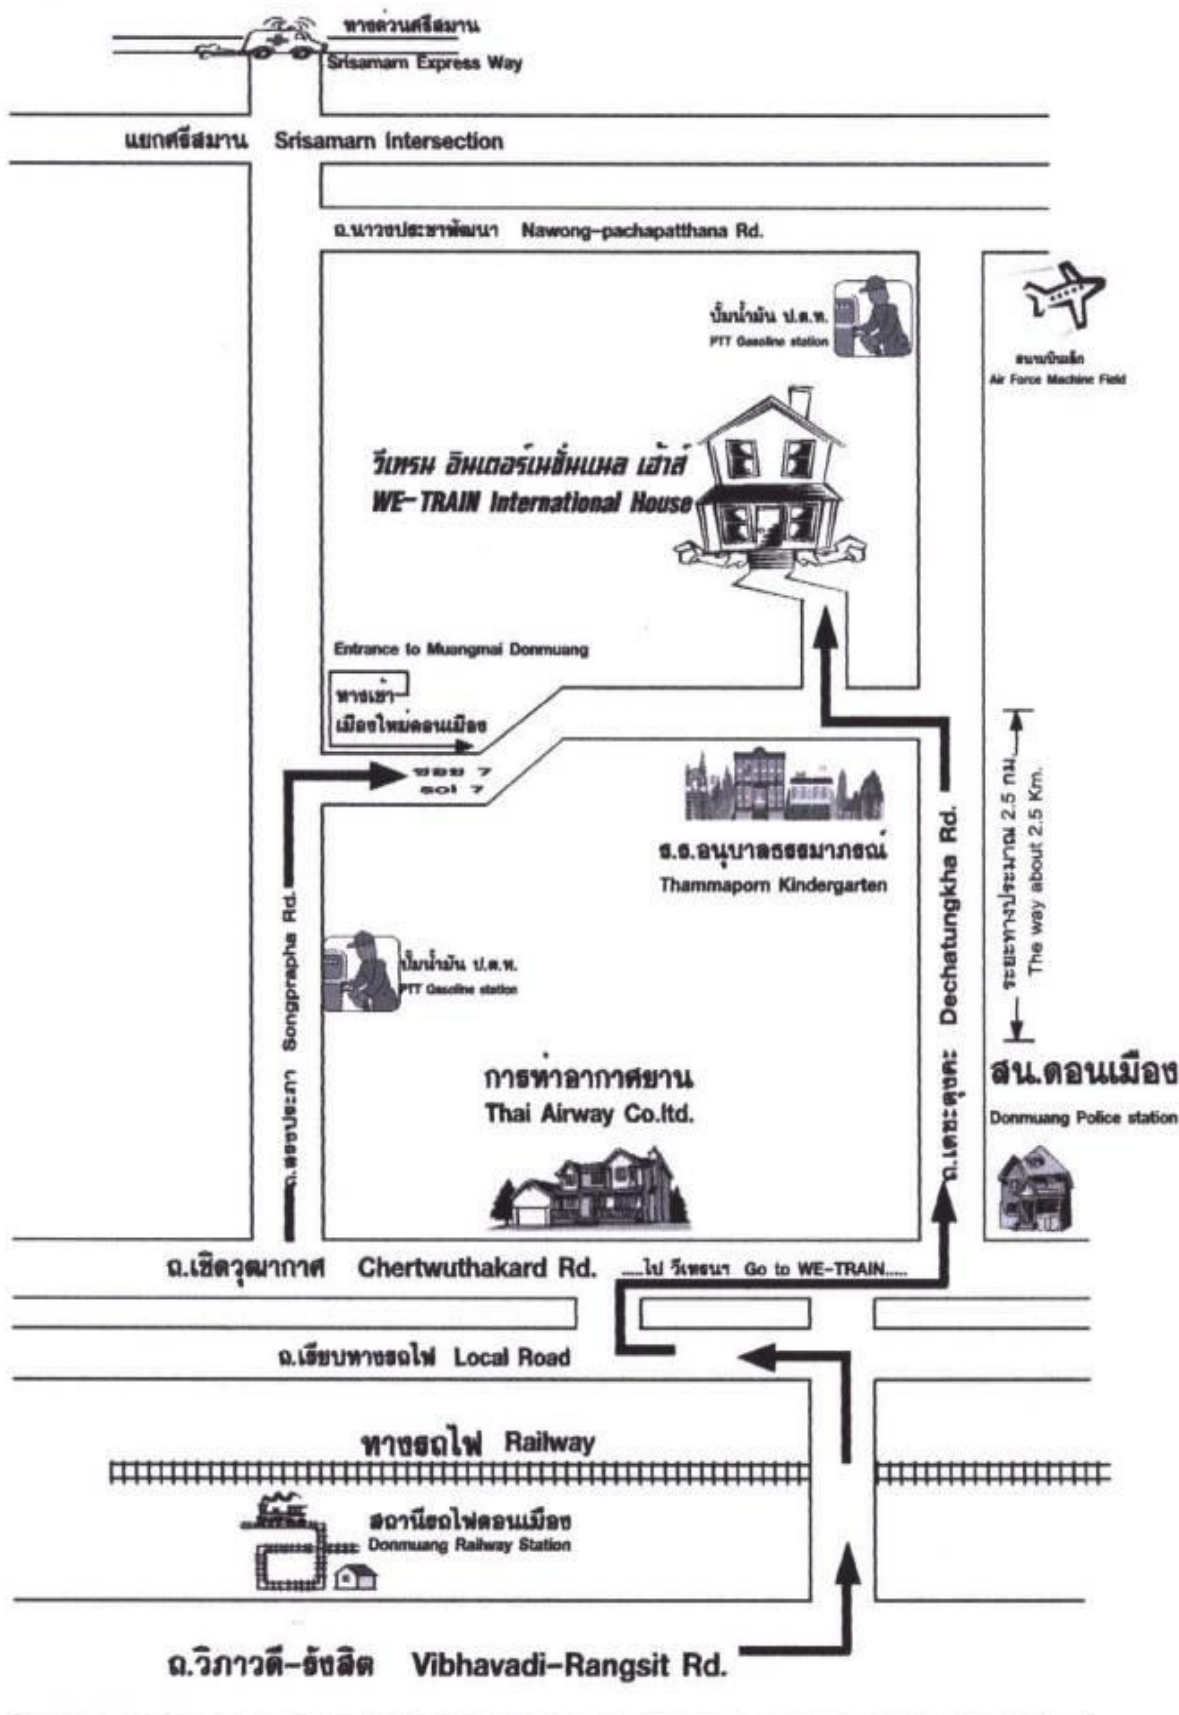 ทางด่วนศรีสมาน
Srisamarn Express Way
แยกศรีสมาน Srisamarn Intersection
ถ.นาวงประชาพัฒนา Nawong-pachapatthana Rd.
ปั้มน้ำมัน ป.ต.ท.
PTT Gasoline station
สนามบินเล็ก
Air Force Machine Field
วีเทรน อินเตอร์เนชั่นแนล เฮ้าส์
WE-TRAIN International House
Entrance to Muangmai Donmuang
ทางเข้า
เมืองใหม่ดอนเมือง
ซอย 7
soi 7
ร.ร.อนุบาลธรรมาภรณ์
Thammaporn Kindergarten
ระยะทางประมาณ 2.5 กม.
The way about 2.5 Km.
ถ.สรงประภา Songprapha Rd.
ปั้มน้ำมัน ป.ต.ท.
PTT Gasoline station
ถ.เดชะตุงคะ Dechatungkha Rd.
การท่าอากาศยาน
Thai Airway Co.ltd.
สน.ดอนเมือง
Donmuang Police station
ถ.เชิดวุฒากาศ Chertwuthakard Rd. .....ไป วีเทรนฯ Go to WE-TRAIN.....
ถ.เรียบทางรถไฟ Local Road
ทางรถไฟ Railway
สถานีรถไฟดอนเมือง
Donmuang Railway Station
ถ.วิภาวดี-รังสิต Vibhavadi-Rangsit Rd.